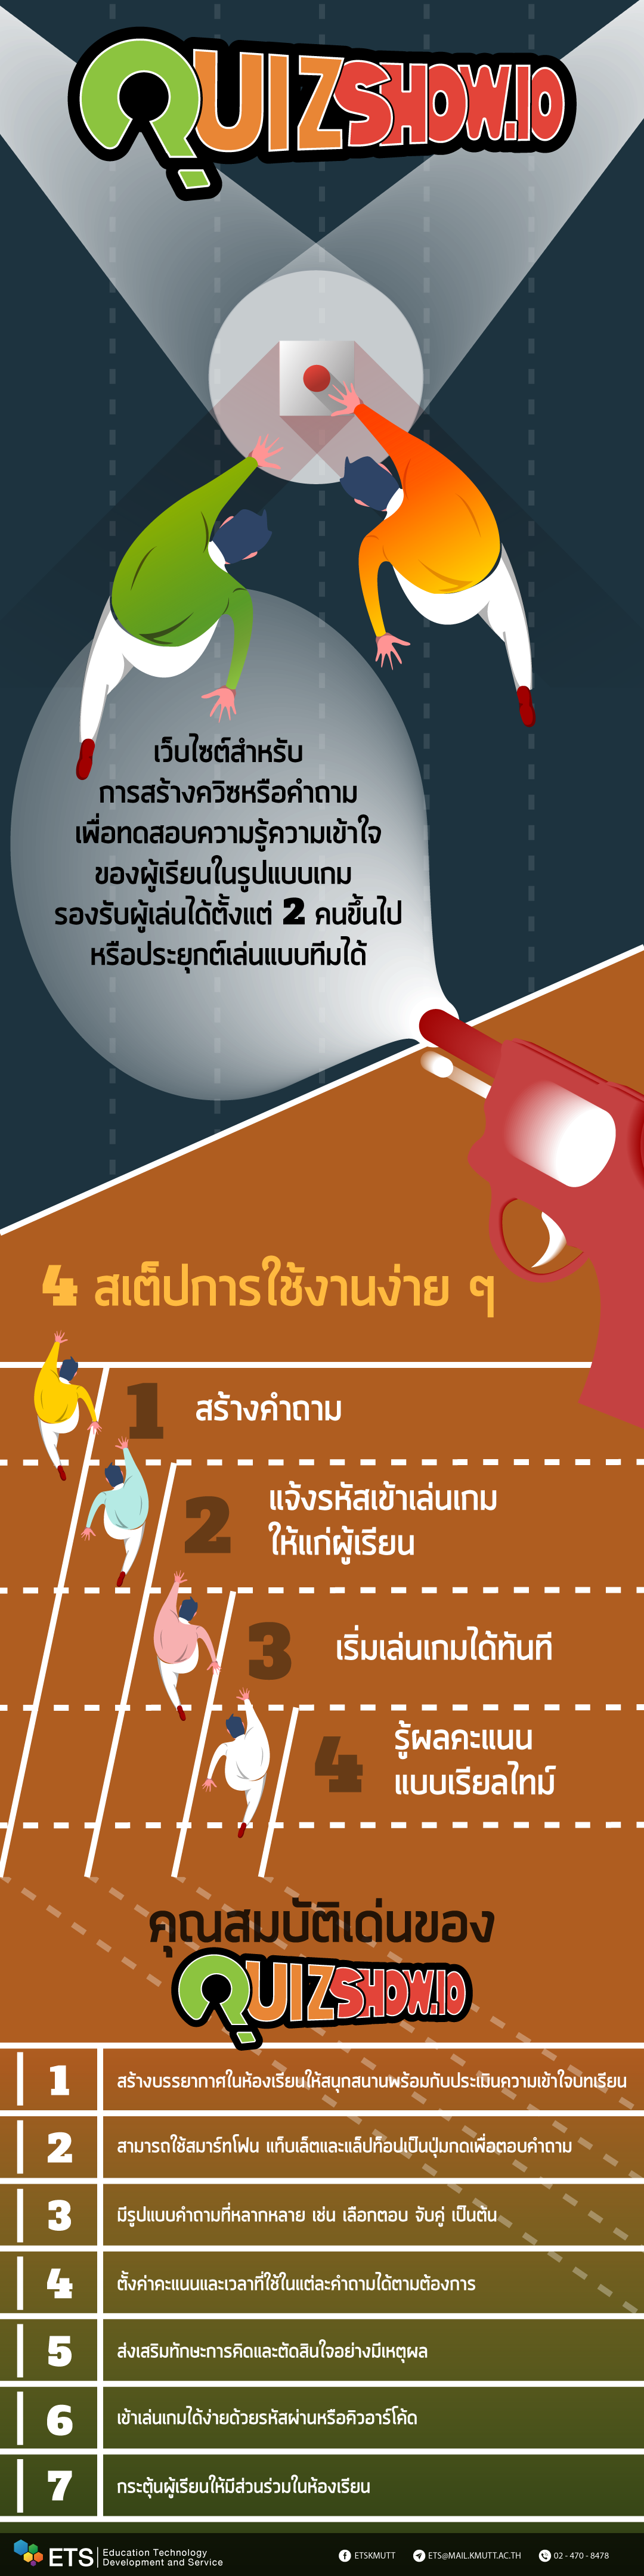 QUIZSHOW.IO
เว็บไซต์สำหรับ
การสร้างควิซหรือคำถาม
เพื่อทดสอบความรู้ความเข้าใจ
ของผู้เรียนในรูปแบบเกม
รองรับผู้เล่นได้ตั้งแต่ 2 คนขึ้นไป
หรือประยุกต์เล่นแบบทีมได้
4 สเต็ปการใช้งานง่าย ๆ
1 สร้างคำถาม
2 แจ้งรหัสเข้าเล่นเกม
ให้แก่ผู้เรียน
3 เริ่มเล่นเกมได้ทันที
4 รู้ผลคะแนน
แบบเรียลไทม์
คุณสมบัติเด่นของ
QUIZSHOW.IO
1 สร้างบรรยากาศในห้องเรียนให้สนุกสนานพร้อมกับประเมินความเข้าใจบทเรียน
2 สามารถใช้สมาร์ทโฟน แท็บเล็ตและแล็ปท็อปเป็นปุ่มกดเพื่อตอบคำถาม
3 มีรูปแบบคำถามที่หลากหลาย เช่น เลือกตอบ จับคู่ เป็นต้น
4 ตั้งค่าคะแนนและเวลาที่ใช้ในแต่ละคำถามได้ตามต้องการ
5 ส่งเสริมทักษะการคิดและตัดสินใจอย่างมีเหตุผล
6 เข้าเล่นเกมได้ง่ายด้วยรหัสผ่านหรือคิวอาร์โค้ด
7 กระตุ้นผู้เรียนให้มีส่วนร่วมในห้องเรียน
ETS Education Technology
Development and Service
ETSKMUTT ETS@MAIL.KMUTT.AC.TH 02 - 470 - 8478